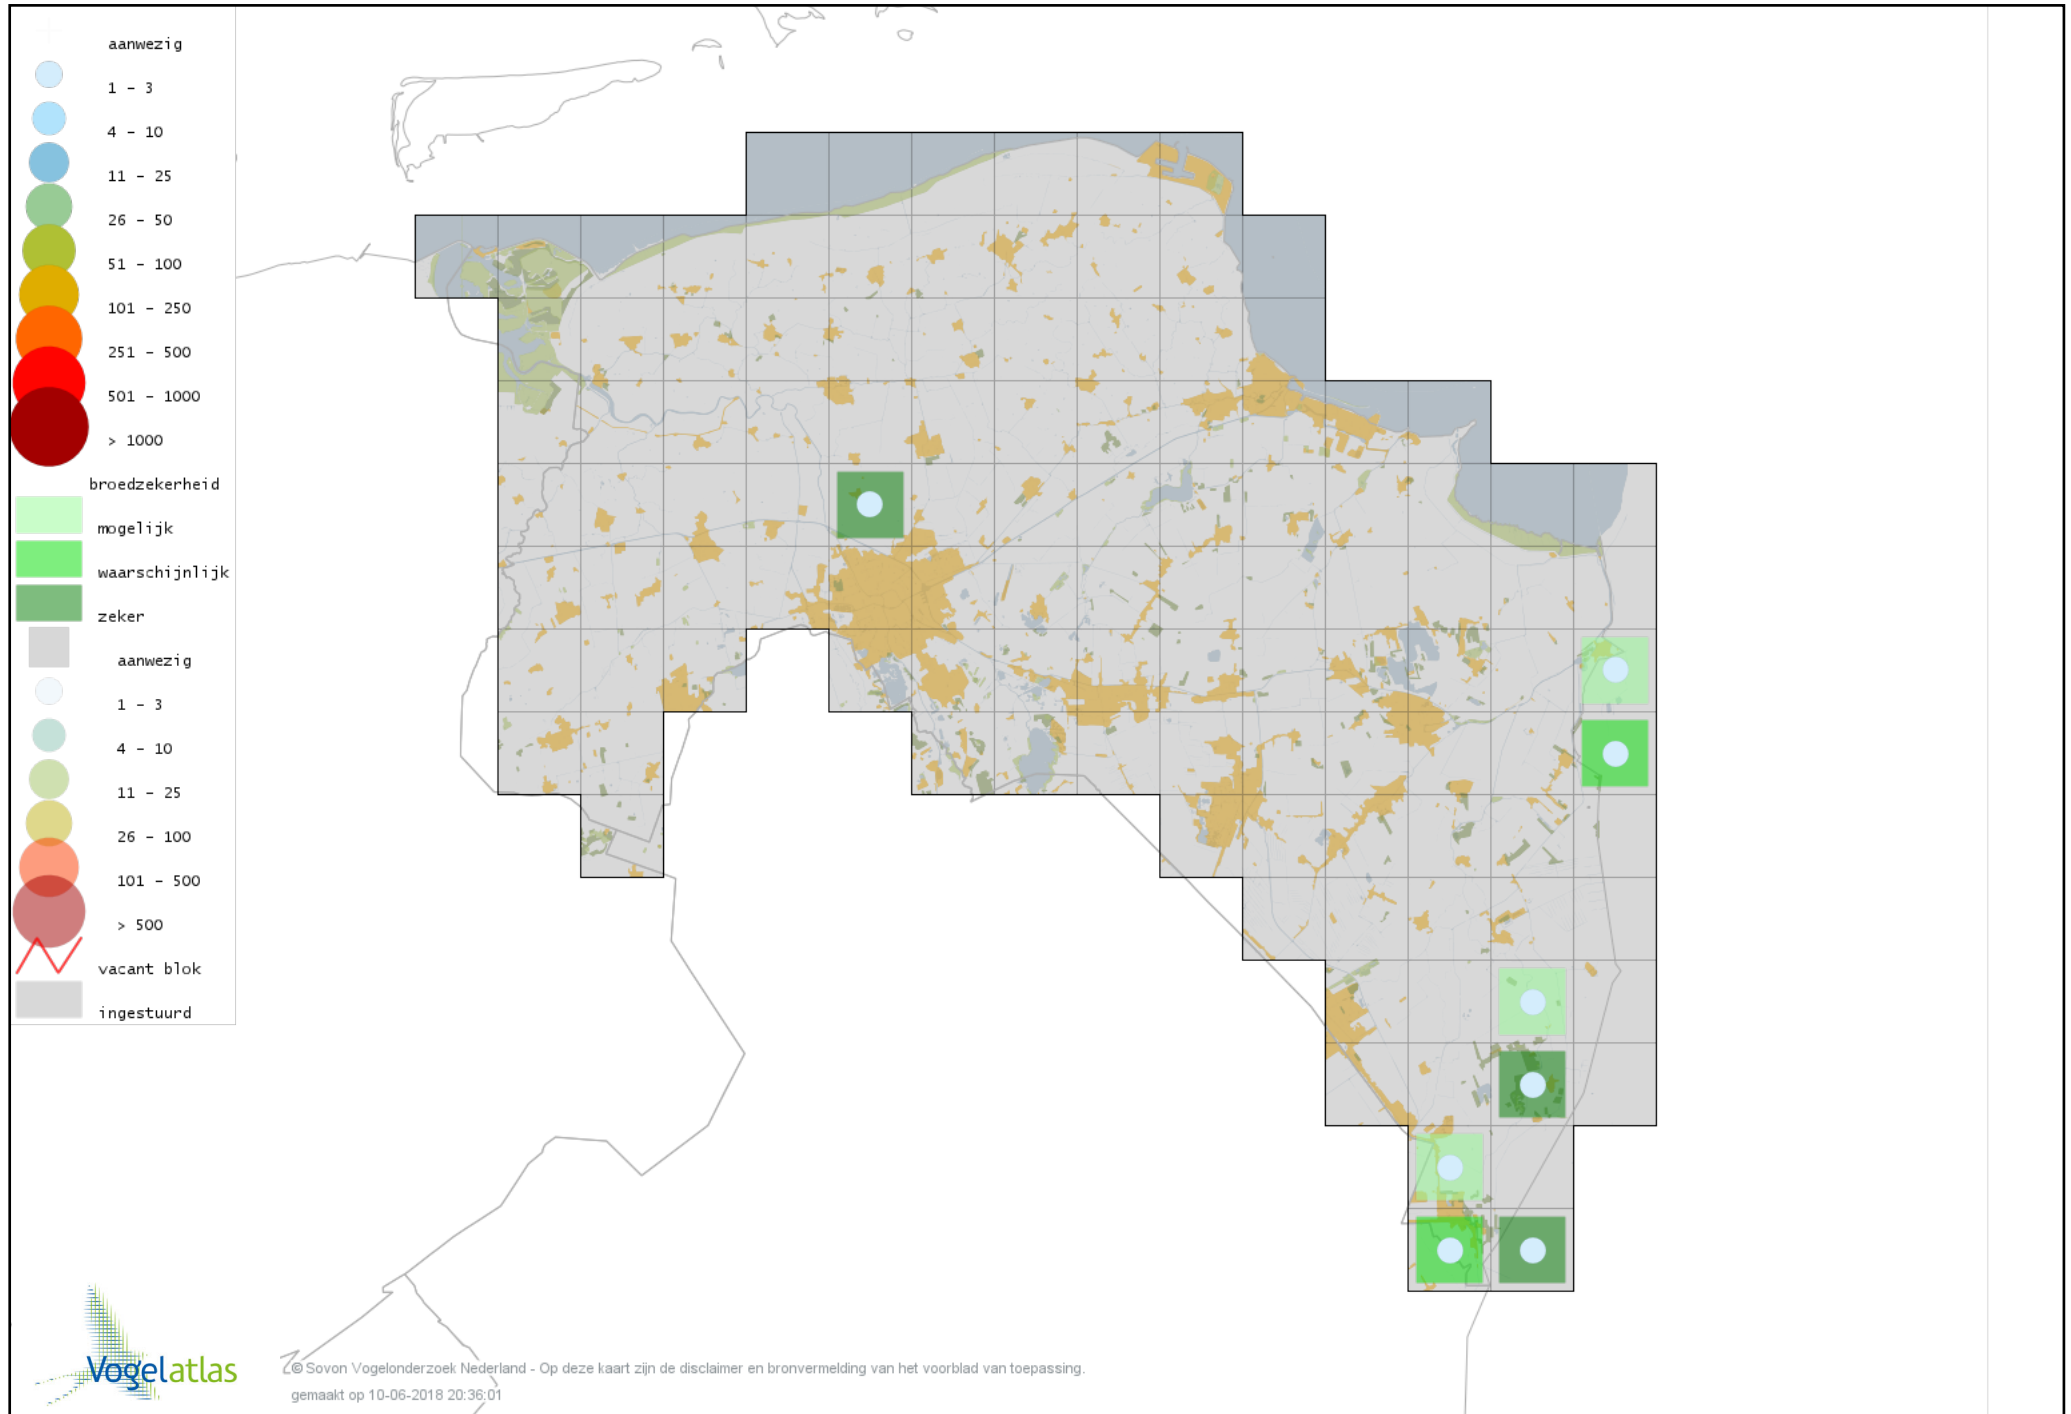 aanwezig
1 - 3
4 - 10
11 - 25
26 - 50
51 - 100
101 - 250
251 - 500
501 - 1000
> 1000
broedzekerheid
mogelijk
waarschijnlijk
zeker
aanwezig
1 - 3
4 - 10
11 - 25
26 - 100
101 - 500
> 500
vacant blok
ingestuurd
Vogelatlas
© Sovon Vogelonderzoek Nederland - Op deze kaart zijn de disclaimer en bronvermelding van het voorblad van toepassing.
gemaakt op 10-06-2018 20:36:01